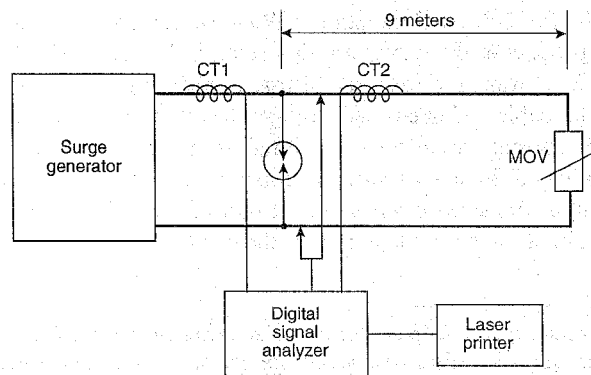 9 meters
CT1
CT2
Surge
generator
MOV
Digital
signal
analyzer
Laser
printer